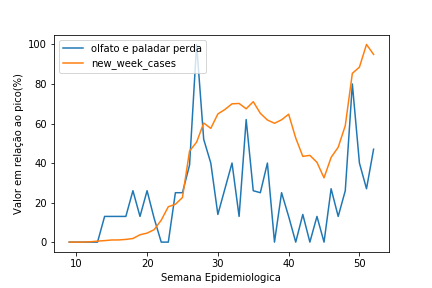 olfato e paladar perda
new_week_cases
Valor em relação ao pico(%)
100
80
60
40
20
0
10
20
30
40
50
Semana Epidemiologica